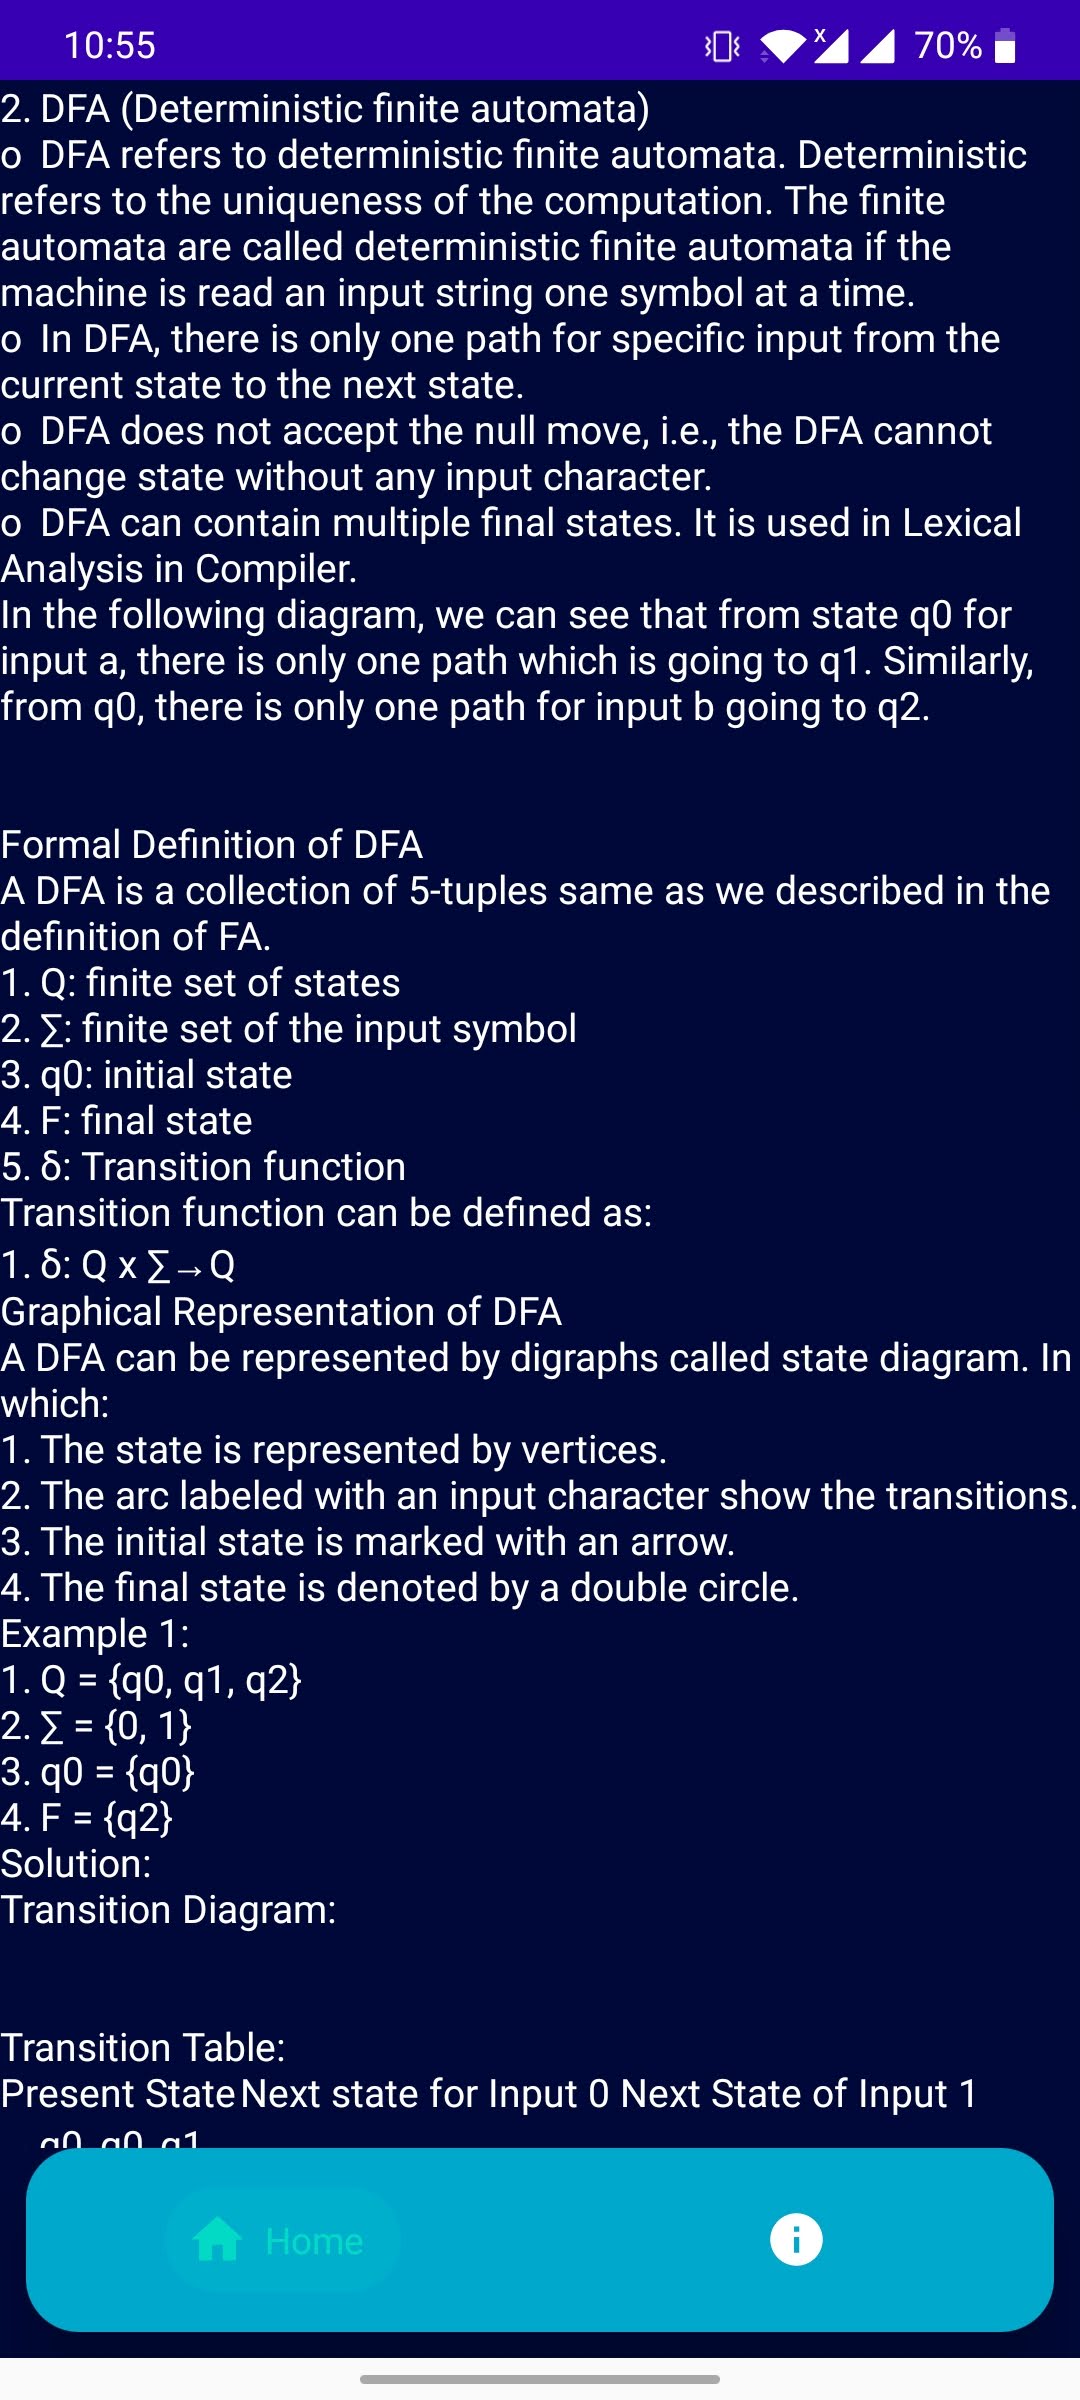 10:55
x
70%
2. DFA (Deterministic finite automata)
o DFA refers to deterministic finite automata. Deterministic
refers to the uniqueness of the computation. The finite
automata are called deterministic finite automata if the
machine is read an input string one symbol at a time.
o In DFA, there is only one path for specific input from the
current state to the next state.
o DFA does not accept the null move, i.e., the DFA cannot
change state without any input character.
o DFA can contain multiple final states. It is used in Lexical
Analysis in Compiler.
In the following diagram, we can see that from state q0 for
input a, there is only one path which is going to q1. Similarly,
from q0, there is only one path for input b going to q2.
Formal Definition of DFA
A DFA is a collection of 5-tuples same as we described in the
definition of FA.
1. Q: finite set of states
2. ∑: finite set of the input symbol
3. q0: initial state
4. F: final state
5. δ: Transition function
Transition function can be defined as:
1. δ: Q x ∑→Q
Graphical Representation of DFA
A DFA can be represented by digraphs called state diagram. In
which:
1. The state is represented by vertices.
2. The arc labeled with an input character show the transitions.
3. The initial state is marked with an arrow.
4. The final state is denoted by a double circle.
Example 1:
1. Q = {q0, q1, q2}
2. ∑ = {0, 1}
3. q0 = {q0}
4. F = {q2}
Solution:
Transition Diagram:
Transition Table:
Present State Next state for Input 0 Next State of Input 1
q0 q0 q1
Home